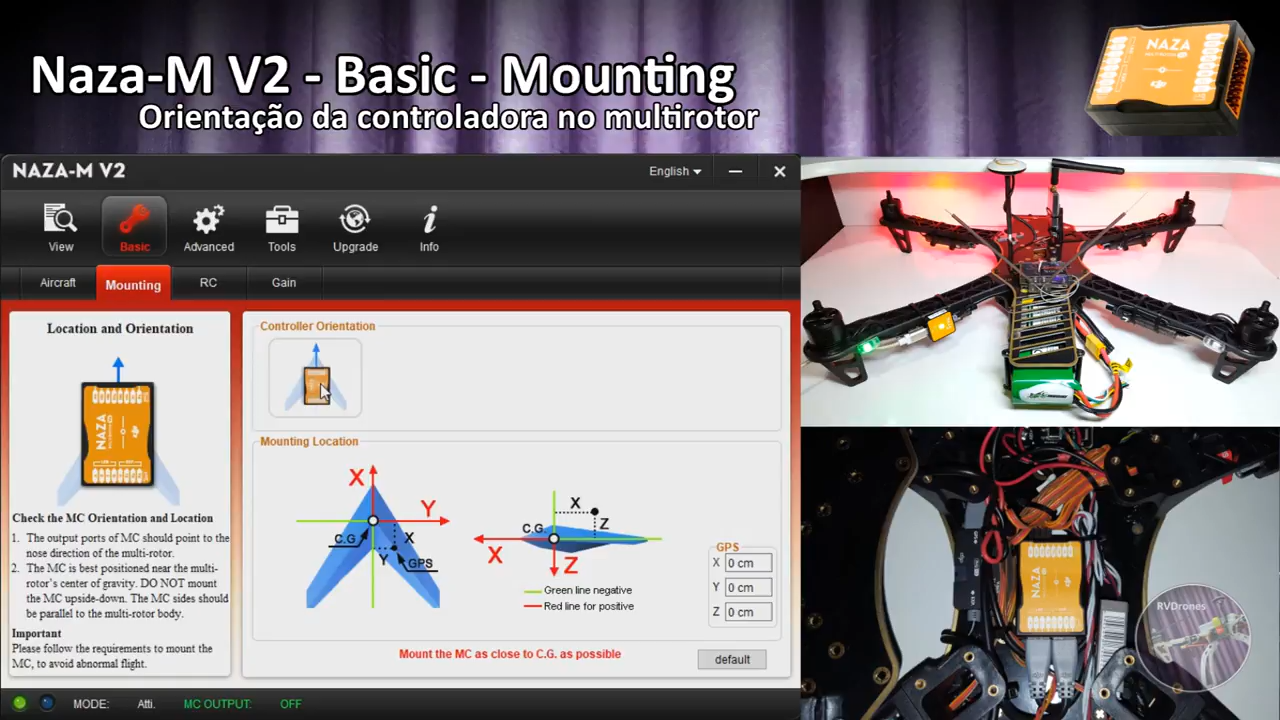 Naza-M V2 - Basic - Mounting
Orientação da controladora no multirotor
NAZA
NAZA-M V2
English
View
Basic
Advanced
Tools
Upgrade
Info
Aircraft
Mounting
RC
Gain
Location and Orientation
NAZA
Check the MC Orientation and Location
1. The output ports of MC should point to the
nose direction of the multi-rotor.
2. The MC is best positioned near the multi-
rotor's center of gravity. DO NOT mount
the MC upside-down. The MC sides should
be parallel to the multi-rotor body.
Important
Please follow the requirements to mount the
MC, to avoid abnormal flight.
Controller Orientation
Mounting Location
X
Y
C.G
X
Y
GPS
X
Z
C.G
X
Z
Green line negative
Red line for positive
GPS
X 0 cm
Y 0 cm
Z 0 cm
Mount the MC as close to C.G. as possible
default
MODE: Atti. MC OUTPUT: OFF
NAZA
RVDrones